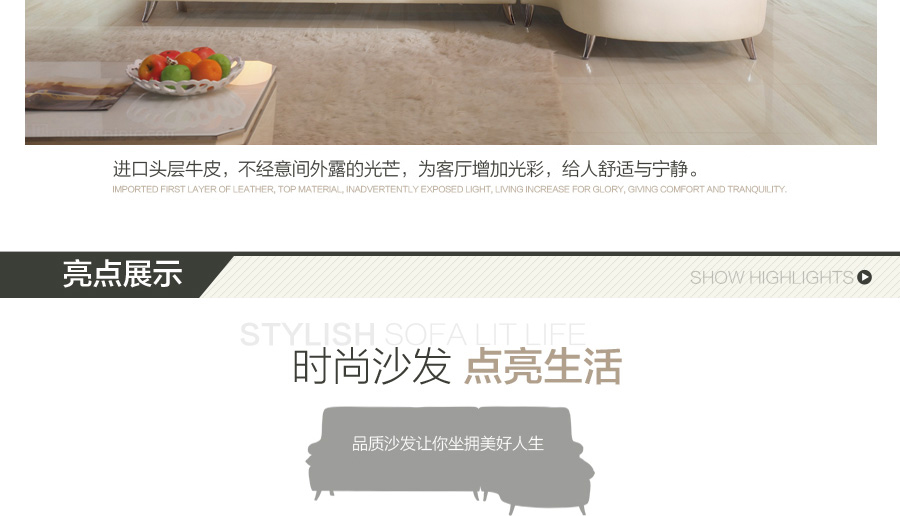 进口头层牛皮，不经意间外露的光芒，为客厅增加光彩，给人舒适与宁静。
IMPORTED FIRST LAYER OF LEATHER, TOP MATERIAL, INADVERTENTLY EXPOSED LIGHT, LIVING INCREASE FOR GLORY, GIVING COMFORT AND TRANQUILITY.
亮点展示
SHOW HIGHLIGHTS
STYLISH SOFA LIT LIFE
时尚沙发 点亮生活
品质沙发让你坐拥美好人生